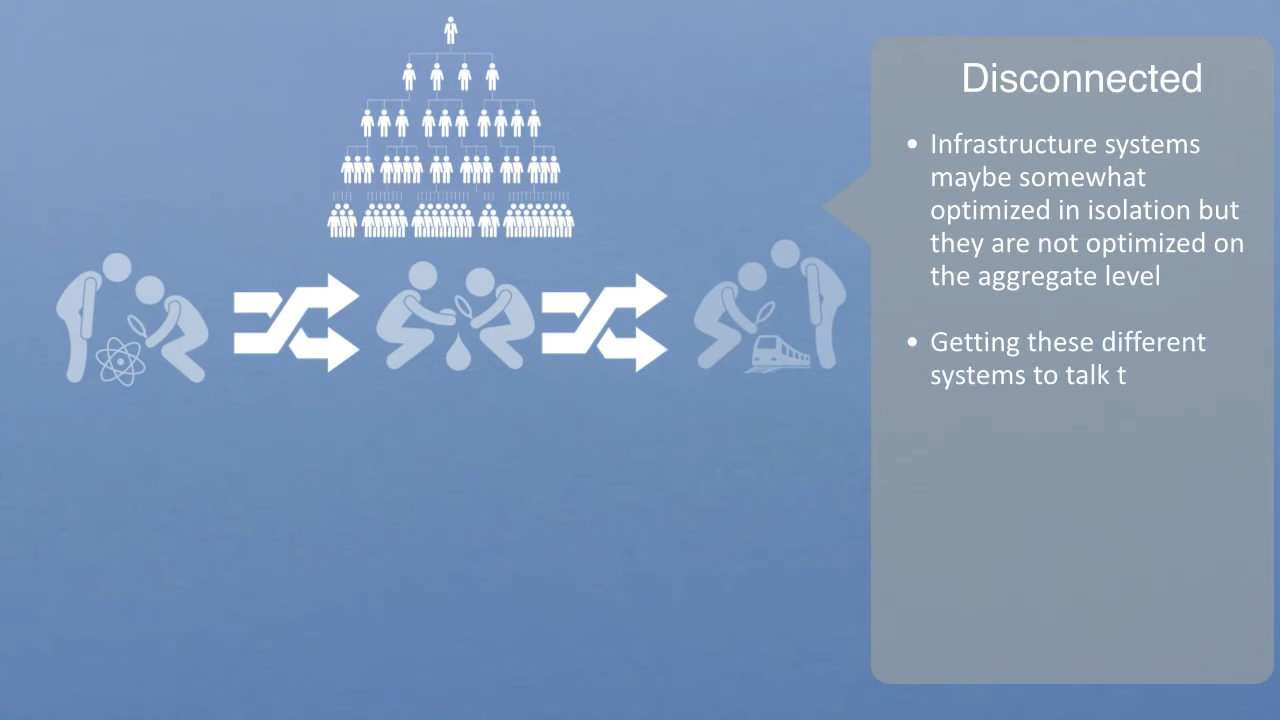 Disconnected
• Infrastructure systems
maybe somewhat
optimized in isolation but
they are not optimized on
the aggregate level
• Getting these different
systems to talk t